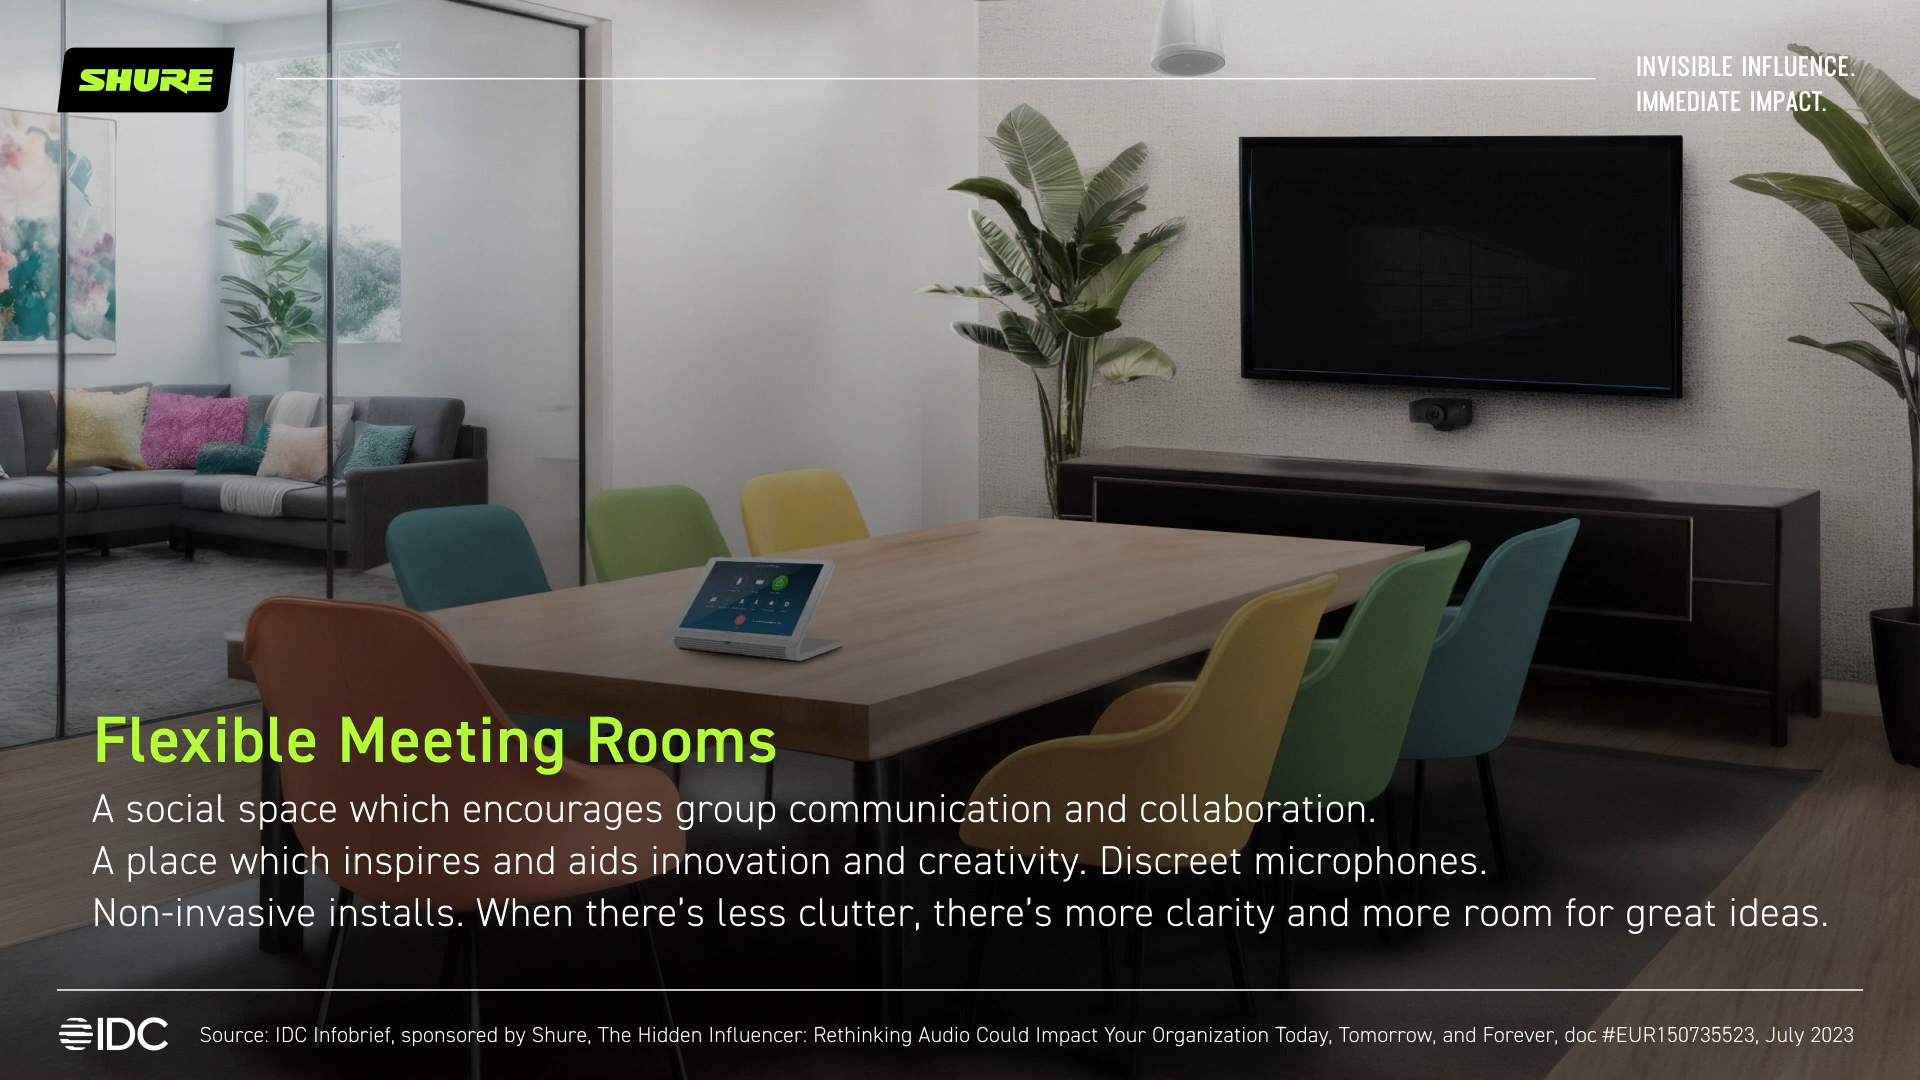 SHURE
INVISIBLE INFLUENCE.
IMMEDIATE IMPACT.
Flexible Meeting Rooms
A social space which encourages group communication and collaboration.
A place which inspires and aids innovation and creativity. Discreet microphones.
Non-invasive installs. When there's less clutter, there's more clarity and more room for great ideas.
IDC
Source: IDC Infobrief, sponsored by Shure, The Hidden Influencer: Rethinking Audio Could Impact Your Organization Today, Tomorrow, and Forever, doc #EUR150735523, July 2023